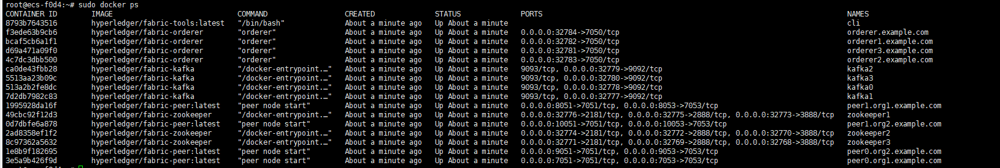 root@ecs-f0d4:~# sudo docker ps
CONTAINER ID IMAGE COMMAND CREATED STATUS PORTS NAMES
8793b7643516 hyperledger/fabric-tools:latest "/bin/bash" About a minute ago Up About a minute cli
f3ede63b9cb6 hyperledger/fabric-orderer "orderer" About a minute ago Up About a minute 0.0.0.0:32784->7050/tcp orderer.example.com
bcaf5cb6a1f1 hyperledger/fabric-orderer "orderer" About a minute ago Up About a minute 0.0.0.0:32782->7050/tcp orderer1.example.com
d69a471a09f0 hyperledger/fabric-orderer "orderer" About a minute ago Up About a minute 0.0.0.0:32781->7050/tcp orderer3.example.com
4c7dc3dbb500 hyperledger/fabric-orderer "orderer" About a minute ago Up About a minute 0.0.0.0:32783->7050/tcp orderer2.example.com
ca0de43fbb28 hyperledger/fabric-kafka "/docker-entrypoint.…" About a minute ago Up About a minute 9093/tcp, 0.0.0.0:32779->9092/tcp kafka2
5513aa23b09c hyperledger/fabric-kafka "/docker-entrypoint.…" About a minute ago Up About a minute 9093/tcp, 0.0.0.0:32780->9092/tcp kafka3
513a2b2fe8dc hyperledger/fabric-kafka "/docker-entrypoint.…" About a minute ago Up About a minute 9093/tcp, 0.0.0.0:32778->9092/tcp kafka0
7d2db7982c83 hyperledger/fabric-kafka "/docker-entrypoint.…" About a minute ago Up About a minute 9093/tcp, 0.0.0.0:32777->9092/tcp kafka1
1995928da16f hyperledger/fabric-peer:latest "peer node start" About a minute ago Up About a minute 0.0.0.0:8051->7051/tcp, 0.0.0.0:8053->7053/tcp peer1.org1.example.com
49cbc92f12d3 hyperledger/fabric-zookeeper "/docker-entrypoint.…" About a minute ago Up About a minute 0.0.0.0:32776->2181/tcp, 0.0.0.0:32775->2888/tcp, 0.0.0.0:32773->3888/tcp zookeeper1
0d7dbfe6a878 hyperledger/fabric-peer:latest "peer node start" About a minute ago Up About a minute 0.0.0.0:10051->7051/tcp, 0.0.0.0:10053->7053/tcp peer1.org2.example.com
2ad8358ef1f2 hyperledger/fabric-zookeeper "/docker-entrypoint.…" About a minute ago Up About a minute 0.0.0.0:32774->2181/tcp, 0.0.0.0:32772->2888/tcp, 0.0.0.0:32770->3888/tcp zookeeper2
8c97362a5632 hyperledger/fabric-zookeeper "/docker-entrypoint.…" About a minute ago Up About a minute 0.0.0.0:32771->2181/tcp, 0.0.0.0:32769->2888/tcp, 0.0.0.0:32768->3888/tcp zookeeper3
1e8b9f182695 hyperledger/fabric-peer:latest "peer node start" About a minute ago Up About a minute 0.0.0.0:9051->7051/tcp, 0.0.0.0:9053->7053/tcp peer0.org2.example.com
3e5a9b426f9d hyperledger/fabric-peer:latest "peer node start" About a minute ago Up About a minute 0.0.0.0:7051->7051/tcp, 0.0.0.0:7053->7053/tcp peer0.org1.example.com